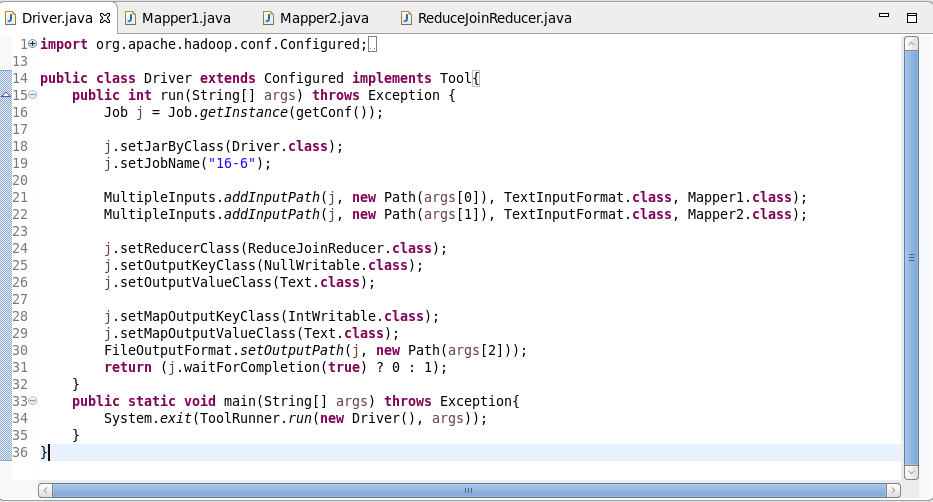 Driver.java Mapper1.java Mapper2.java ReduceJoinReducer.java
1 import org.apache.hadoop.conf.Configured;
13
14 public class Driver extends Configured implements Tool{
15     public int run(String[] args) throws Exception {
16         Job j = Job.getInstance(getConf());
17
18         j.setJarByClass(Driver.class);
19         j.setJobName("16-6");
20
21         MultipleInputs.addInputPath(j, new Path(args[0]), TextInputFormat.class, Mapper1.class);
22         MultipleInputs.addInputPath(j, new Path(args[1]), TextInputFormat.class, Mapper2.class);
23
24         j.setReducerClass(ReduceJoinReducer.class);
25         j.setOutputKeyClass(NullWritable.class);
26         j.setOutputValueClass(Text.class);
27
28         j.setMapOutputKeyClass(IntWritable.class);
29         j.setMapOutputValueClass(Text.class);
30         FileOutputFormat.setOutputPath(j, new Path(args[2]));
31         return (j.waitForCompletion(true) ? 0 : 1);
32     }
33     public static void main(String[] args) throws Exception{
34         System.exit(ToolRunner.run(new Driver(), args));
35     }
36 }